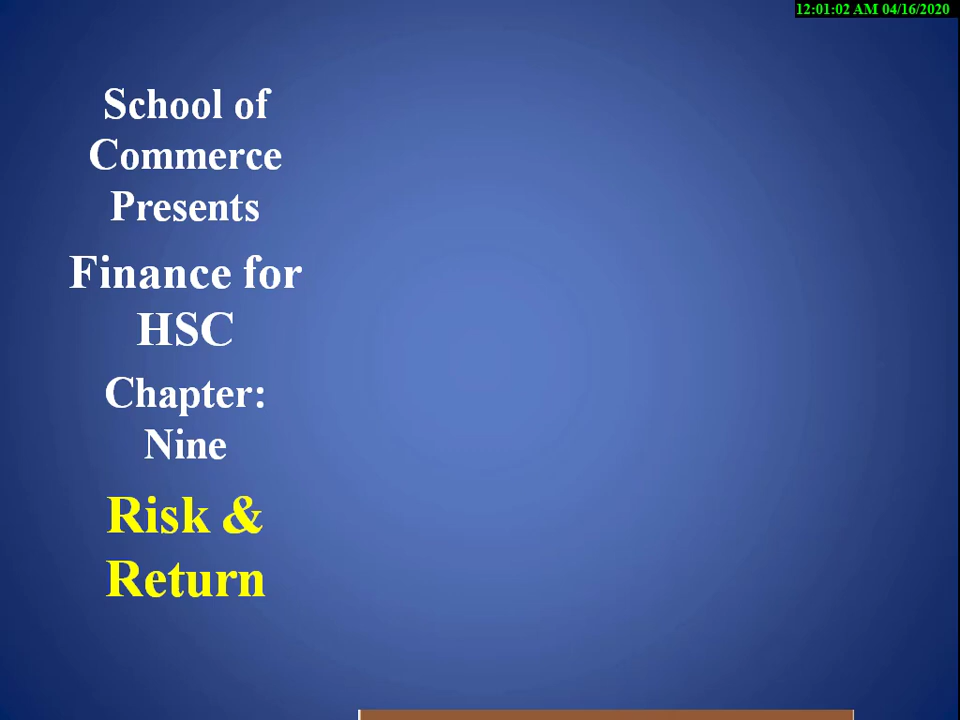 12:01:02 AM 04/16/2020
School of
Commerce
Presents
Finance for
HSC
Chapter:
Nine
Risk &
Return